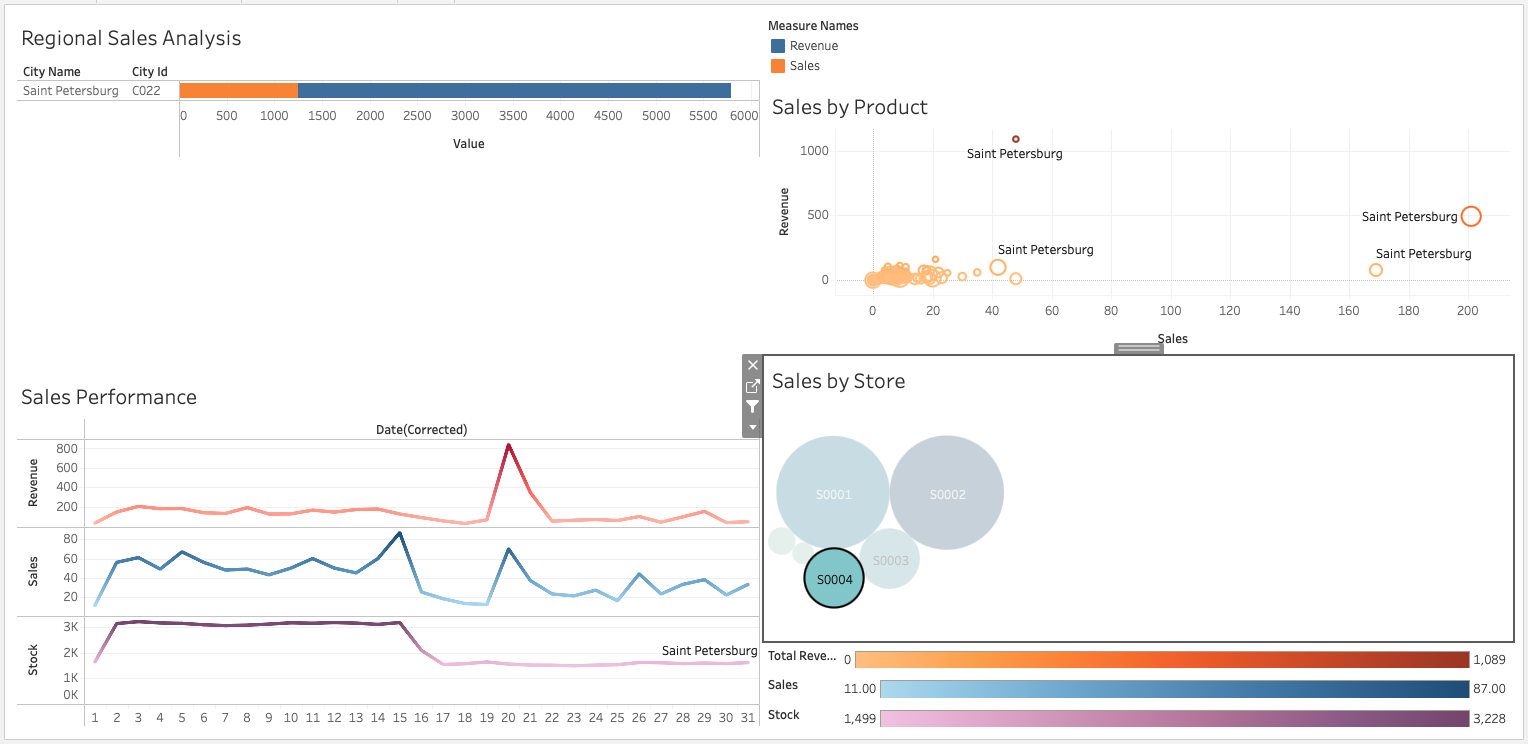 Regional Sales Analysis
City Name City Id
Saint Petersburg C022
0 500 1000 1500 2000 2500 3000 3500 4000 4500 5000 5500 6000
Value
Measure Names
Revenue
Sales
Sales by Product
1000
500
0
Revenue
Saint Petersburg
Saint Petersburg
Saint Petersburg
Saint Petersburg
0 20 40 60 80 100 120 140 160 180 200
Sales
Sales Performance
Date(Corrected)
Revenue
800
600
400
200
Sales
80
60
40
20
Stock
3K
2K
1K
0K
Saint Petersburg
1 2 3 4 5 6 7 8 9 10 11 12 13 14 15 16 17 18 19 20 21 22 23 24 25 26 27 28 29 30 31
Sales by Store
S0001 S0002
S0003
S0004
Total Reve... 0 1,089
Sales 11.00 87.00
Stock 1,499 3,228